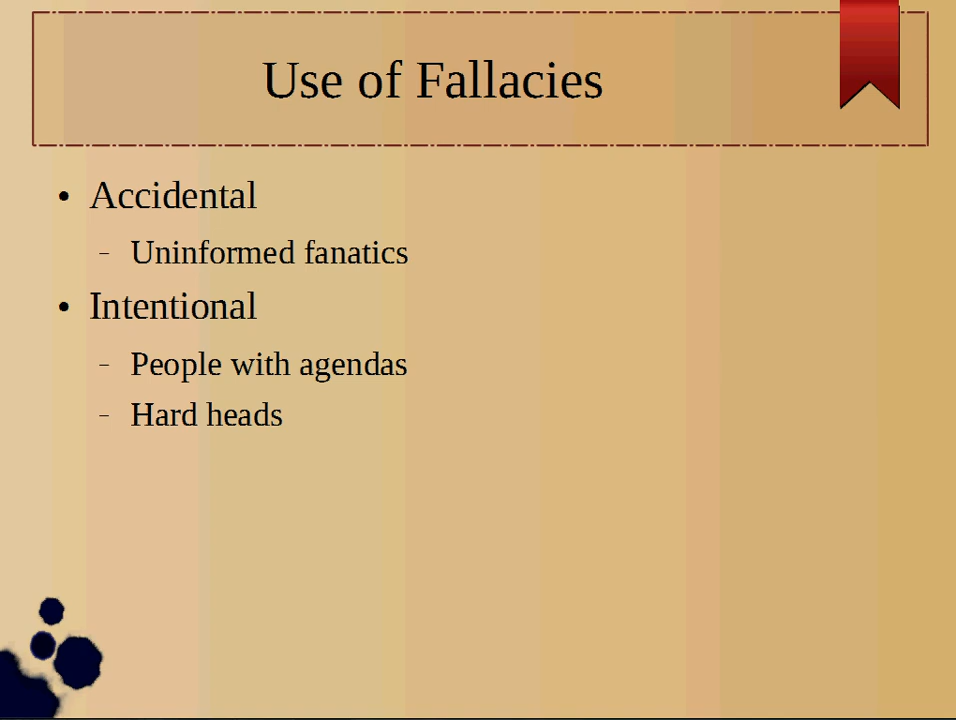 Use of Fallacies
• Accidental
– Uninformed fanatics
• Intentional
– People with agendas
– Hard heads